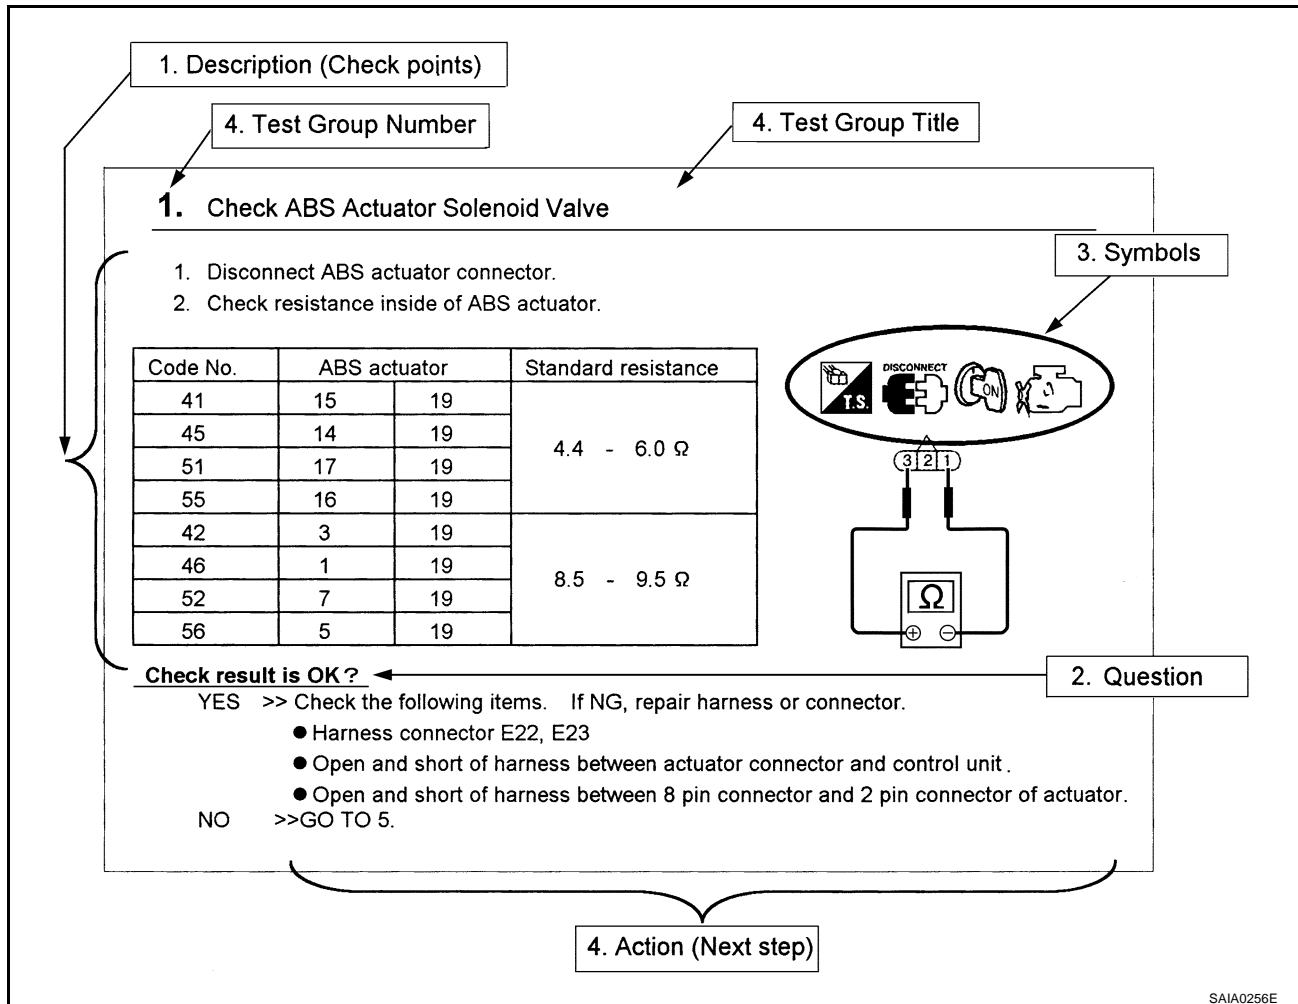 1. Description (Check points)
4. Test Group Number
4. Test Group Title
1. Check ABS Actuator Solenoid Valve
3. Symbols
1. Disconnect ABS actuator connector.
2. Check resistance inside of ABS actuator.
Code No. ABS actuator Standard resistance
41 15 19
45 14 19
4.4 - 6.0 Ω
51 17 19
55 16 19
42 3 19
46 1 19
8.5 - 9.5 Ω
52 7 19
56 5 19
DISCONNECT
T.S.
ON
3 2 1
Ω
+ −
Check result is OK?
2. Question
YES >> Check the following items. If NG, repair harness or connector.
● Harness connector E22, E23
● Open and short of harness between actuator connector and control unit.
● Open and short of harness between 8 pin connector and 2 pin connector of actuator.
NO >>GO TO 5.
4. Action (Next step)
SAIA0256E